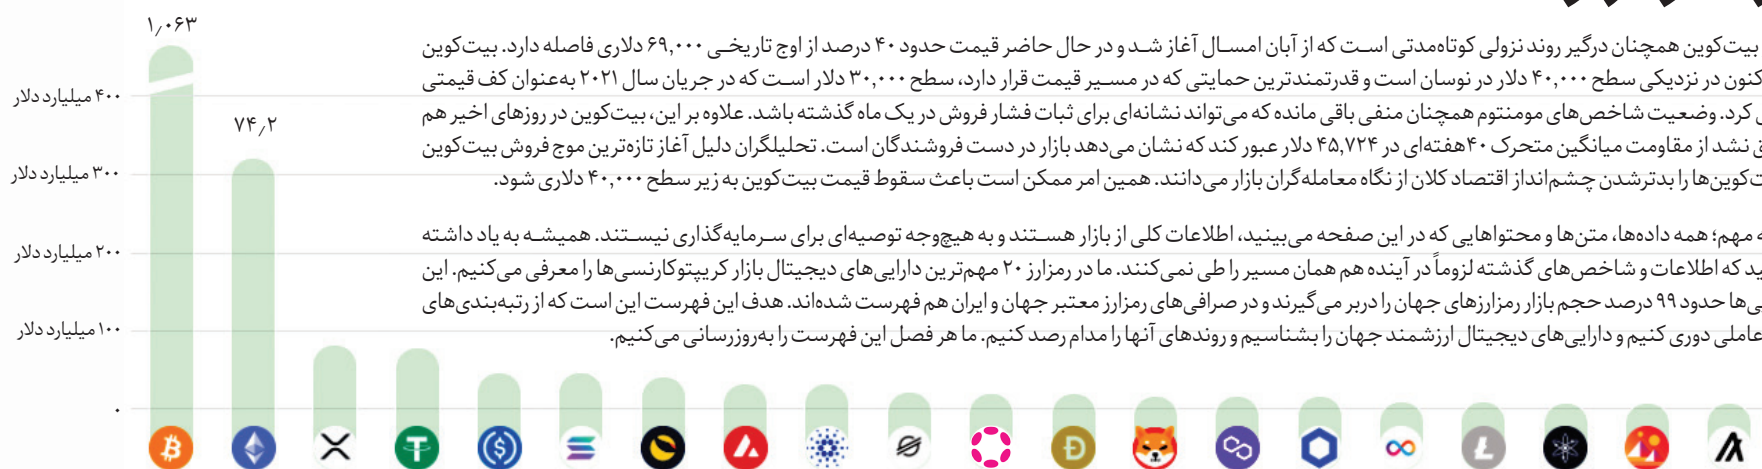 بیت‌کوین همچنان درگیر روند نزولی کوتاه‌مدتی است که از آبان امسال آغاز شد و در حال حاضر قیمت حدود ۴۰ درصد از اوج تاریخی ۶۹,۰۰۰ دلاری فاصله دارد. بیت‌کوین
کنون در نزدیکی سطح ۴۰,۰۰۰ دلار در نوسان است و قدرتمندترین حمایتی که در مسیر قیمت قرار دارد، سطح ۳۰,۰۰۰ دلار است که در جریان سال ۲۰۲۱ به‌عنوان کف قیمتی
کرد. وضعیت شاخص‌های مومنتوم همچنان منفی باقی مانده که می‌تواند نشانه‌ای برای ثبات فشار فروش در یک ماه گذشته باشد. علاوه بر این، بیت‌کوین در روزهای اخیر هم
نشد از مقاومت میانگین متحرک ۴۰هفته‌ای در ۴۵,۷۲۴ دلار عبور کند که نشان می‌دهد بازار در دست فروشندگان است. تحلیلگران دلیل آغاز تازه‌ترین موج فروش بیت‌کوین
ت‌کوین‌ها را بدترشدن چشم‌انداز اقتصاد کلان از نگاه معامله‌گران بازار می‌دانند. همین امر ممکن است باعث سقوط قیمت بیت‌کوین به زیر سطح ۴۰,۰۰۰ دلاری شود.
ه مهم؛ همه داده‌ها، متن‌ها و محتواهایی که در این صفحه می‌بینید، اطلاعات کلی از بازار هستند و به هیچ‌وجه توصیه‌ای برای سرمایه‌گذاری نیستند. همیشه به یاد داشته
ید که اطلاعات و شاخص‌های گذشته لزوماً در آینده هم همان مسیر را طی نمی‌کنند. ما در رمزارز ۲۰ مهم‌ترین دارایی‌های دیجیتال بازار کریپتوکارنسی‌ها را معرفی می‌کنیم. این
یی‌ها حدود ۹۹ درصد حجم بازار رمزارزهای جهان را دربر می‌گیرند و در صرافی‌های رمزارز معتبر جهان و ایران هم فهرست شده‌اند. هدف این فهرست این است که از رتبه‌بندی‌های
عاملی دوری کنیم و دارایی‌های دیجیتال ارزشمند جهان را بشناسیم و روندهای آنها را مدام رصد کنیم. ما هر فصل این فهرست را به‌روزرسانی می‌کنیم.
۱٫۰۶۳
۷۴٫۲
۴۰۰ میلیارد دلار
۳۰۰ میلیارد دلار
۲۰۰ میلیارد دلار
۱۰۰ میلیارد دلار
۰